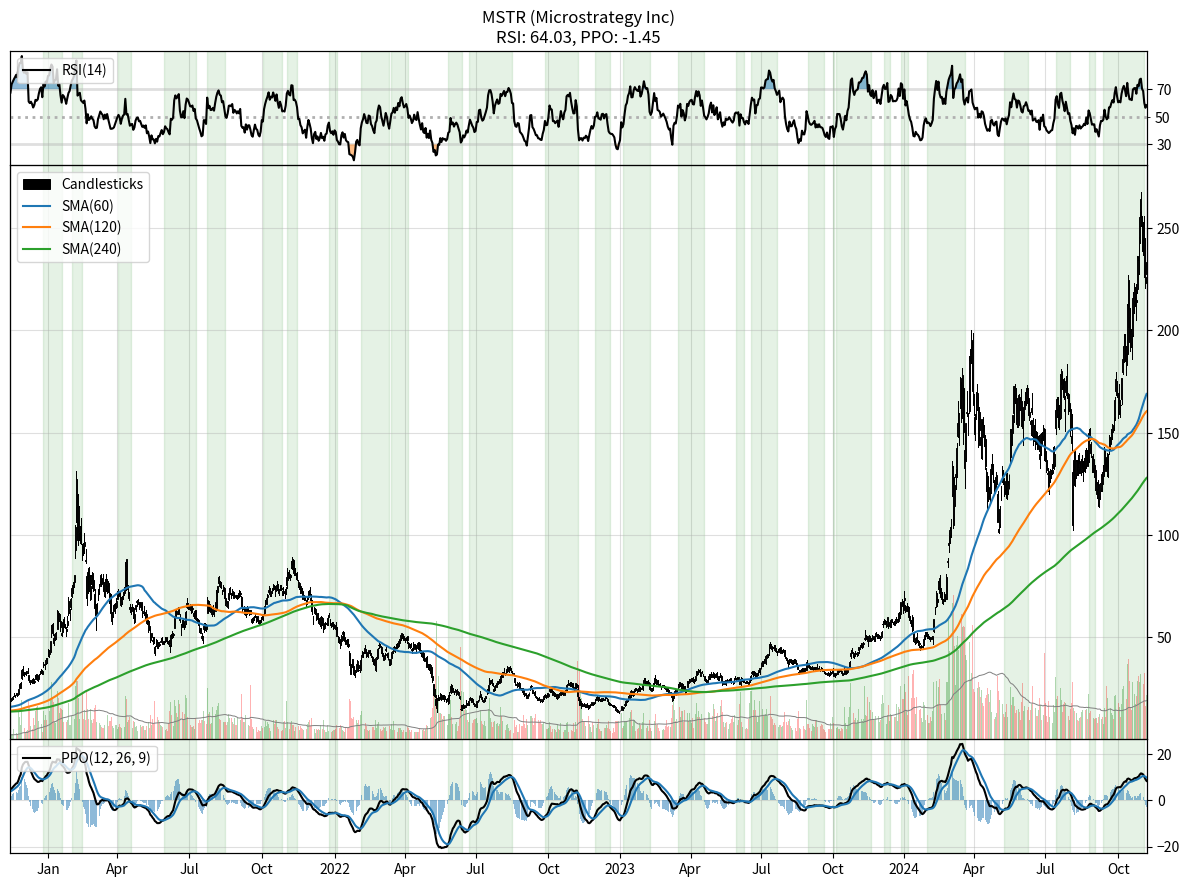 MSTR (Microstrategy Inc)
RSI: 64.03, PPO: -1.45
RSI(14)
70
50
30
Candlesticks
SMA(60)
SMA(120)
SMA(240)
250
200
150
100
50
PPO(12, 26, 9)
20
0
−20
Jan Apr Jul Oct 2022 Apr Jul Oct 2023 Apr Jul Oct 2024 Apr Jul Oct